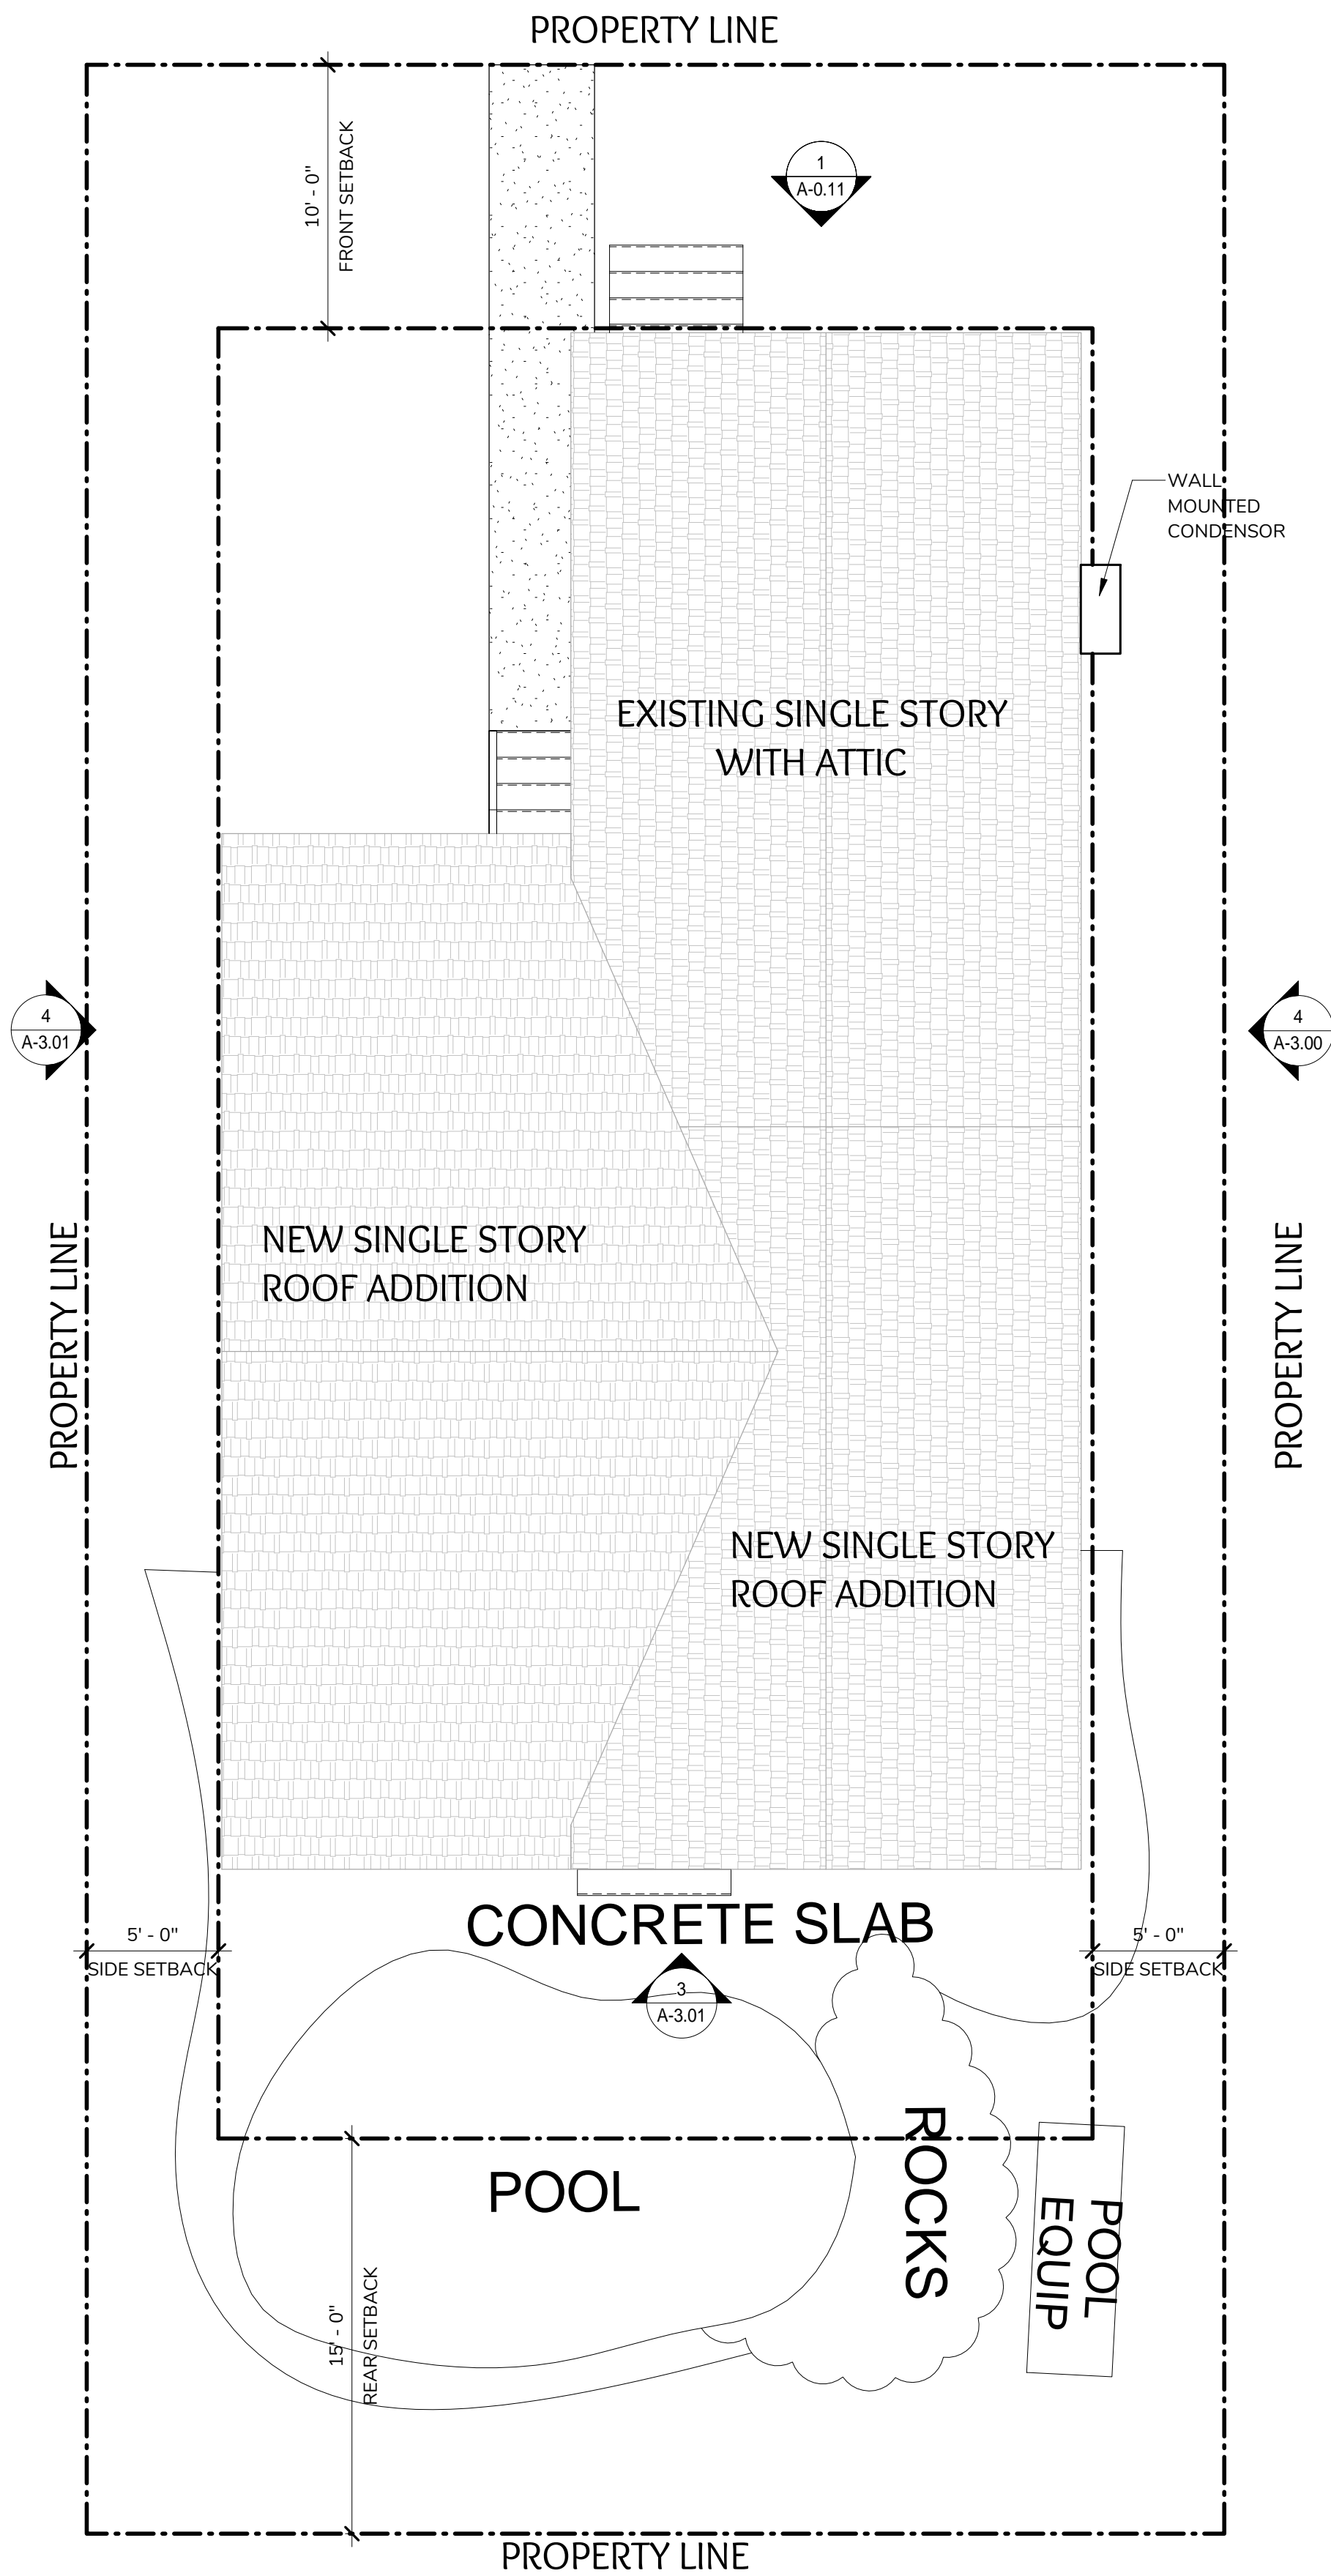 PROPERTY LINE
10' - 0"
FRONT SETBACK
1
A-0.11
WALL
MOUNTED
CONDENSOR
EXISTING SINGLE STORY
WITH ATTIC
4
A-3.01
4
A-3.00
PROPERTY LINE
NEW SINGLE STORY
ROOF ADDITION
PROPERTY LINE
NEW SINGLE STORY
ROOF ADDITION
CONCRETE SLAB
5' - 0"
SIDE SETBACK
5' - 0"
SIDE SETBACK
3
A-3.01
POOL
ROCKS
POOL
EQUIP
15' - 0"
REAR SETBACK
PROPERTY LINE